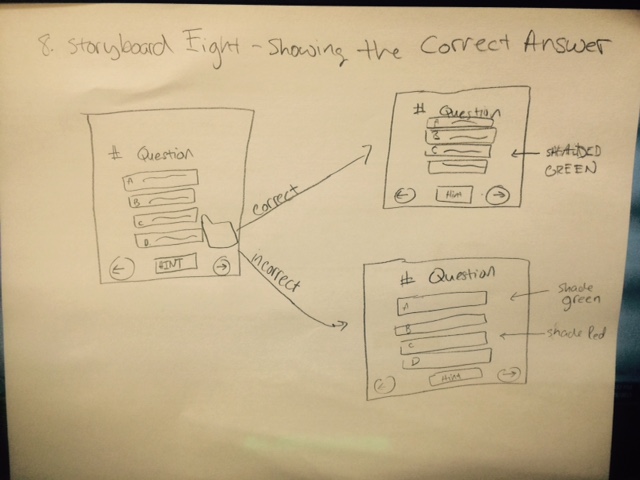 8. Storyboard Eight - Showing the Correct Answer
# Question
A
B
C
D
HINT
correct
incorrect
# Question
A
B
C
SHADED
GREEN
Hint
# Question
A
B
C
D
Hint
shade
green
shade Red